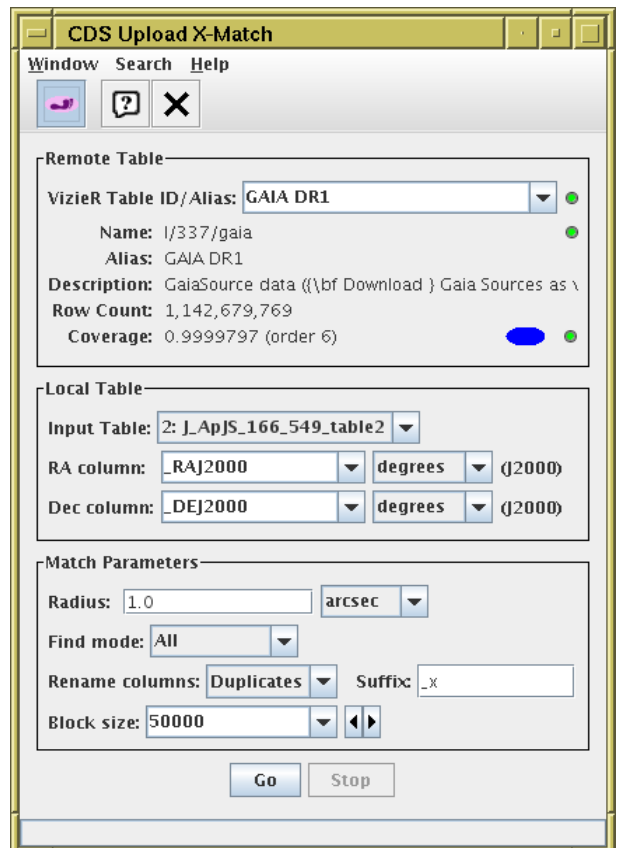 CDS Upload X-Match
Window Search Help
Remote Table
VizieR Table ID/Alias: GAIA DR1
Name: I/337/gaia
Alias: GAIA DR1
Description: GaiaSource data ({\bf Download } Gaia Sources as
Row Count: 1,142,679,769
Coverage: 0.9999797 (order 6)
Local Table
Input Table: 2: J_ApJS_166_549_table2
RA column: _RAJ2000 degrees (J2000)
Dec column: _DEJ2000 degrees (J2000)
Match Parameters
Radius: 1.0 arcsec
Find mode: All
Rename columns: Duplicates Suffix: _x
Block size: 50000
Go Stop